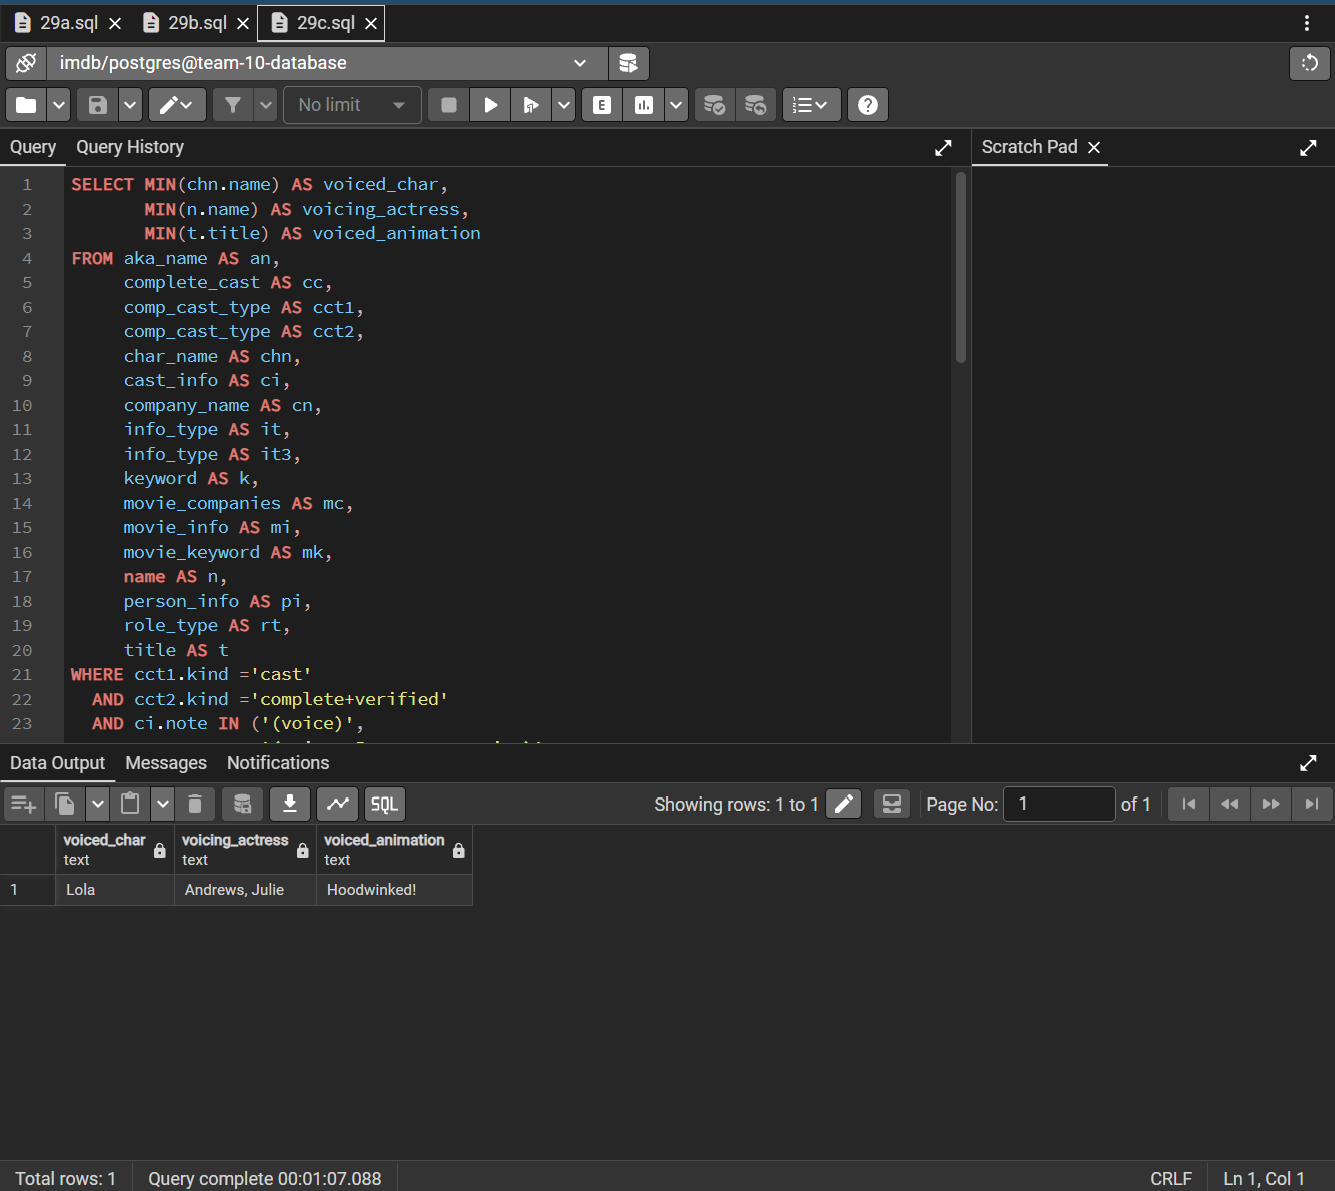 29a.sql
29b.sql
29c.sql
imdb/postgres@team-10-database
No limit
E
Query
Query History
Scratch Pad
1 SELECT MIN(chn.name) AS voiced_char,
2 MIN(n.name) AS voicing_actress,
3 MIN(t.title) AS voiced_animation
4 FROM aka_name AS an,
5 complete_cast AS cc,
6 comp_cast_type AS cct1,
7 comp_cast_type AS cct2,
8 char_name AS chn,
9 cast_info AS ci,
10 company_name AS cn,
11 info_type AS it,
12 info_type AS it3,
13 keyword AS k,
14 movie_companies AS mc,
15 movie_info AS mi,
16 movie_keyword AS mk,
17 name AS n,
18 person_info AS pi,
19 role_type AS rt,
20 title AS t
21 WHERE cct1.kind ='cast'
22 AND cct2.kind ='complete+verified'
23 AND ci.note IN ('(voice)',
Data Output
Messages
Notifications
SQL
Showing rows: 1 to 1
Page No: 1 of 1
voiced_char voicing_actress voiced_animation
text text text
1 Lola Andrews, Julie Hoodwinked!
Total rows: 1
Query complete 00:01:07.088
CRLF
Ln 1, Col 1